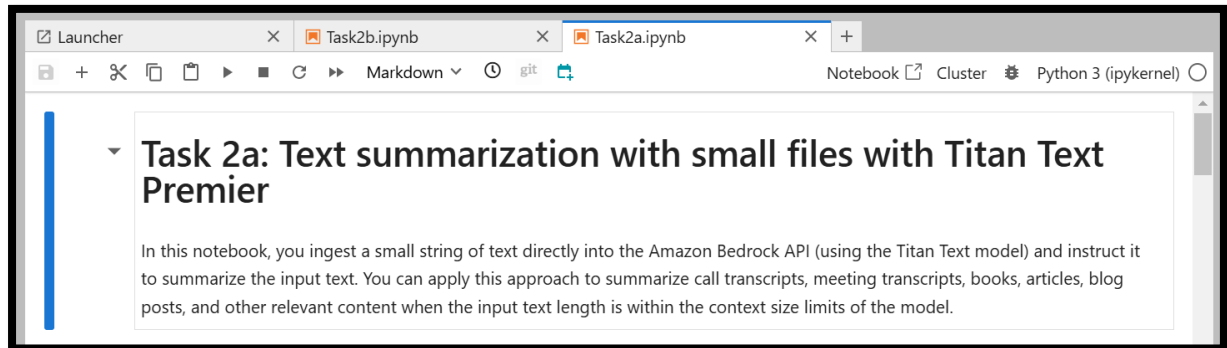 Launcher
Task2b.ipynb
Task2a.ipynb
Markdown
git
Notebook
Cluster
Python 3 (ipykernel)
Task 2a: Text summarization with small files with Titan Text
Premier
In this notebook, you ingest a small string of text directly into the Amazon Bedrock API (using the Titan Text model) and instruct it
to summarize the input text. You can apply this approach to summarize call transcripts, meeting transcripts, books, articles, blog
posts, and other relevant content when the input text length is within the context size limits of the model.